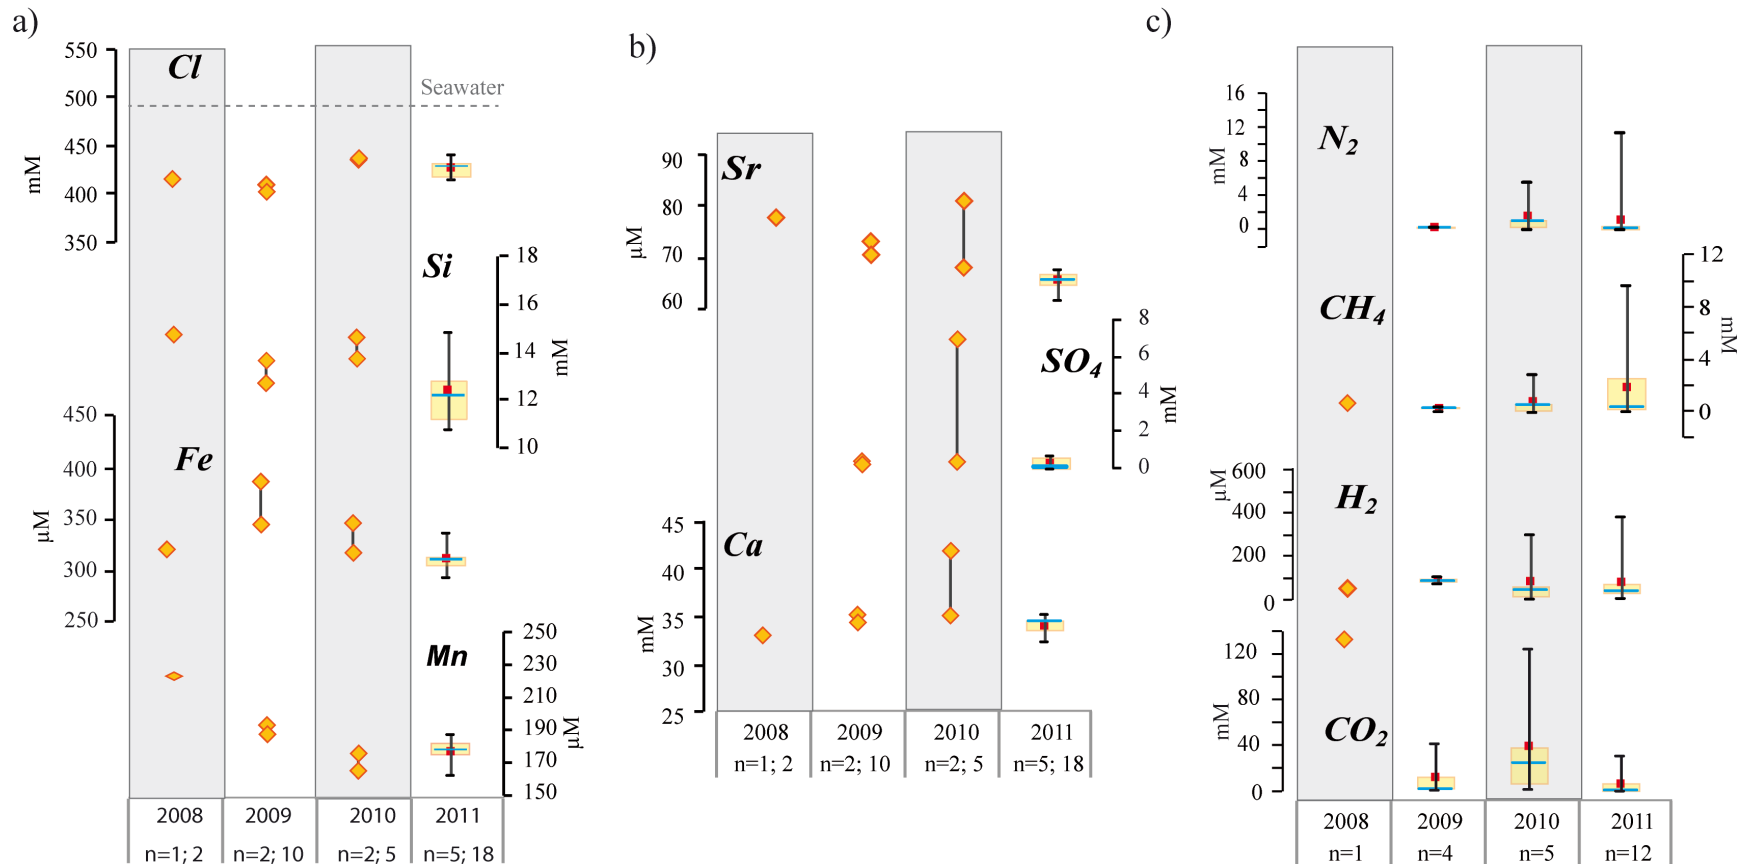 a)
550
500
450
400
350
mM
Cl
Seawater
Si
18
16
14
12
10
mM
450
400
350
300
250
µM
Fe
Mn
250
230
210
190
170
150
µM
2008 2009 2010 2011
n=1; 2 n=2; 10 n=2; 5 n=5; 18
b)
90
80
70
60
µM
Sr
8
6
4
2
0
mM
SO4
45
40
35
30
25
mM
Ca
2008 2009 2010 2011
n=1; 2 n=2; 10 n=2; 5 n=5; 18
c)
16
12
8
4
0
mM
N2
12
8
4
0
mM
CH4
600
400
200
0
µM
H2
120
80
40
0
mM
CO2
2008 2009 2010 2011
n=1 n=4 n=5 n=12